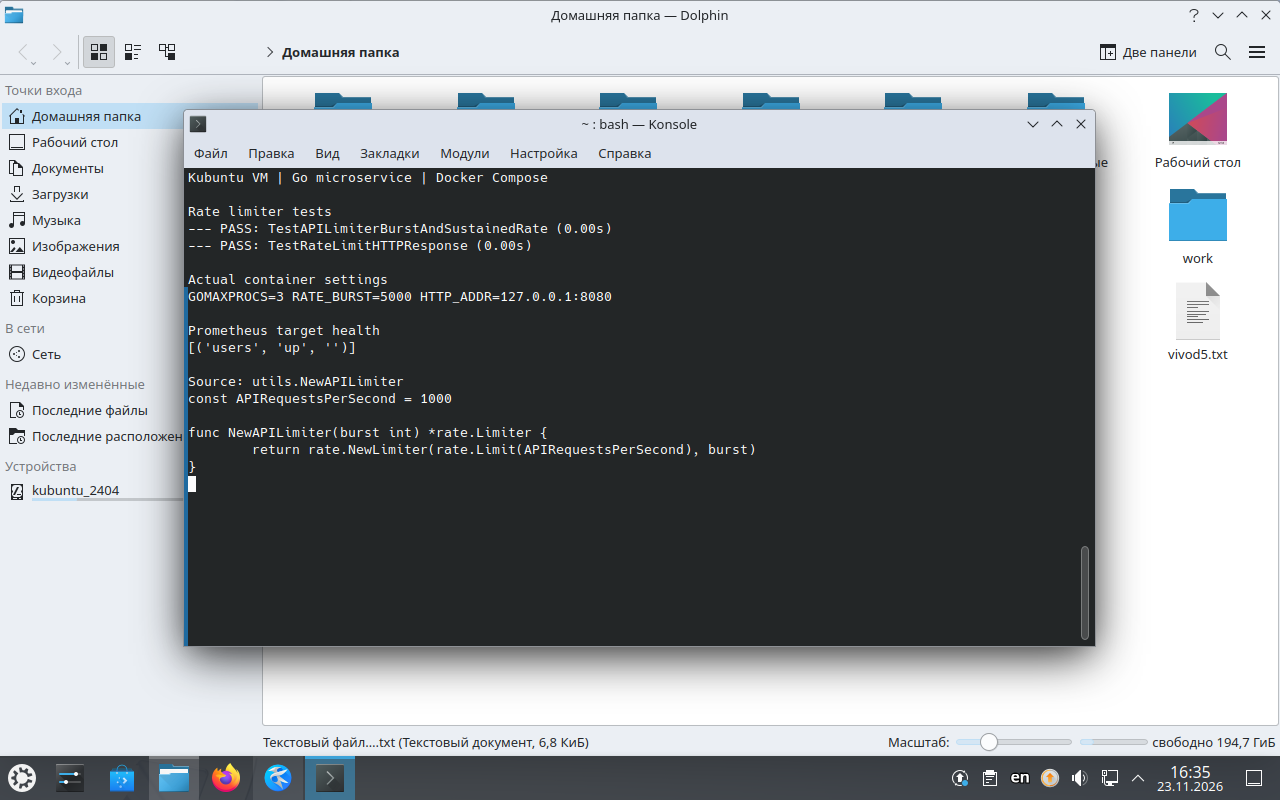 Домашняя папка — Dolphin
Домашняя папка
Две панели
Точки входа
Домашняя папка
Рабочий стол
Документы
Загрузки
Музыка
Изображения
Видеофайлы
Корзина
В сети
Сеть
Недавно изменённые
Последние файлы
Последние расположен
Устройства
kubuntu_2404
~ : bash — Konsole
Файл Правка Вид Закладки Модули Настройка Справка
Kubuntu VM | Go microservice | Docker Compose
Rate limiter tests
--- PASS: TestAPILimiterBurstAndSustainedRate (0.00s)
--- PASS: TestRateLimitHTTPResponse (0.00s)
Actual container settings
GOMAXPROCS=3 RATE_BURST=5000 HTTP_ADDR=127.0.0.1:8080
Prometheus target health
[('users', 'up', '')]
Source: utils.NewAPILimiter
const APIRequestsPerSecond = 1000
func NewAPILimiter(burst int) *rate.Limiter {
return rate.NewLimiter(rate.Limit(APIRequestsPerSecond), burst)
}
ые
Рабочий стол
work
vivod5.txt
Текстовый файл....txt (Текстовый документ, 6,8 КиБ)
Масштаб:
свободно 194,7 ГиБ
en
16:35
23.11.2026